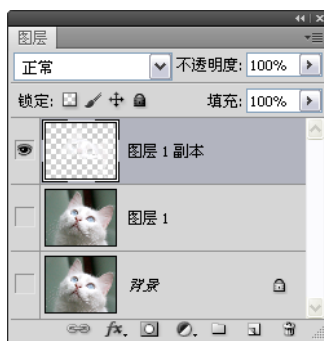 图层
正常 不透明度: 100%
锁定: 填充: 100%
图层 1 副本
图层 1
背景
fx.